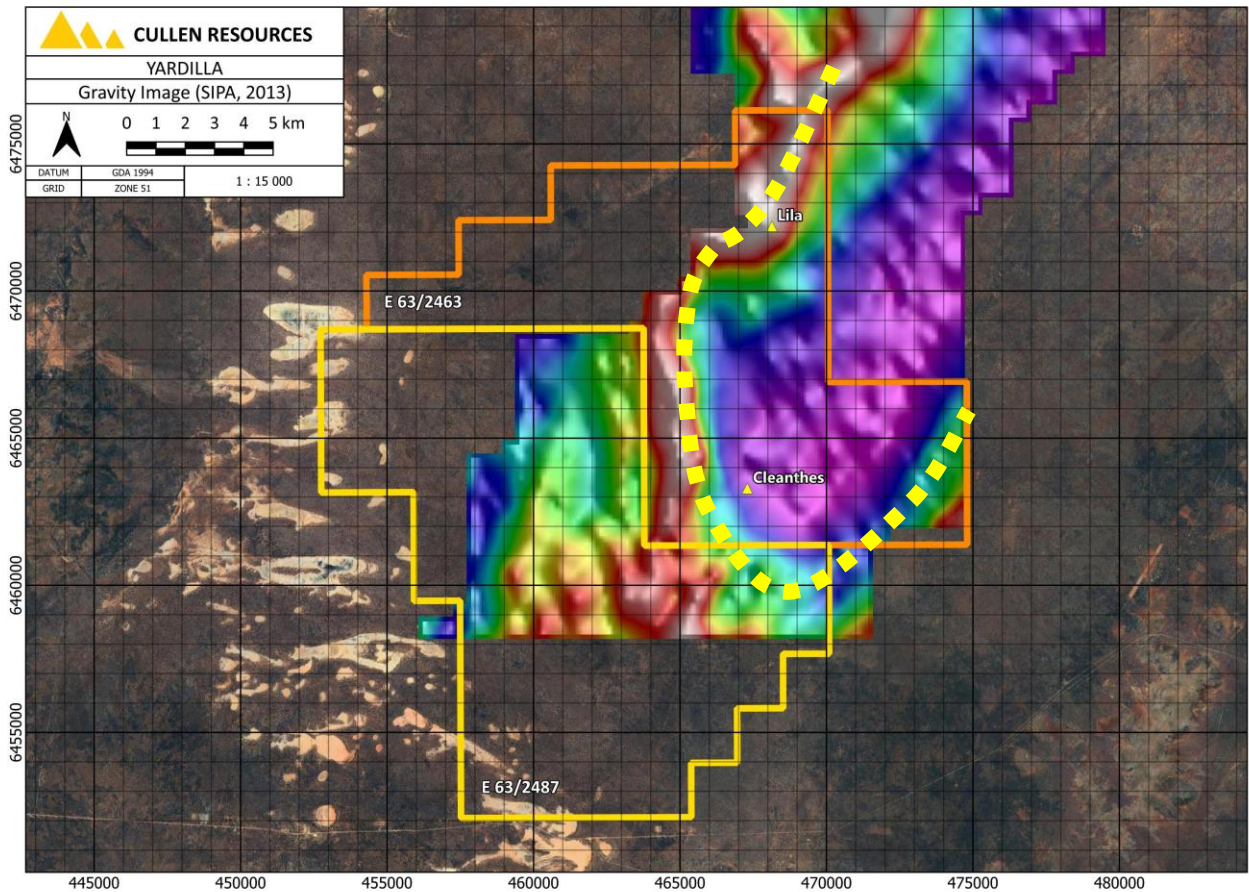 CULLEN RESOURCES
YARDILLA
Gravity Image (SIPA, 2013)
N
0 1 2 3 4 5 km
DATUM GDA 1994
GRID ZONE 51
1 : 15 000
6475000
Lila
6470000
E 63/2463
6465000
Cleanthes
6460000
6455000
E 63/2487
445000 450000 455000 460000 465000 470000 475000 480000